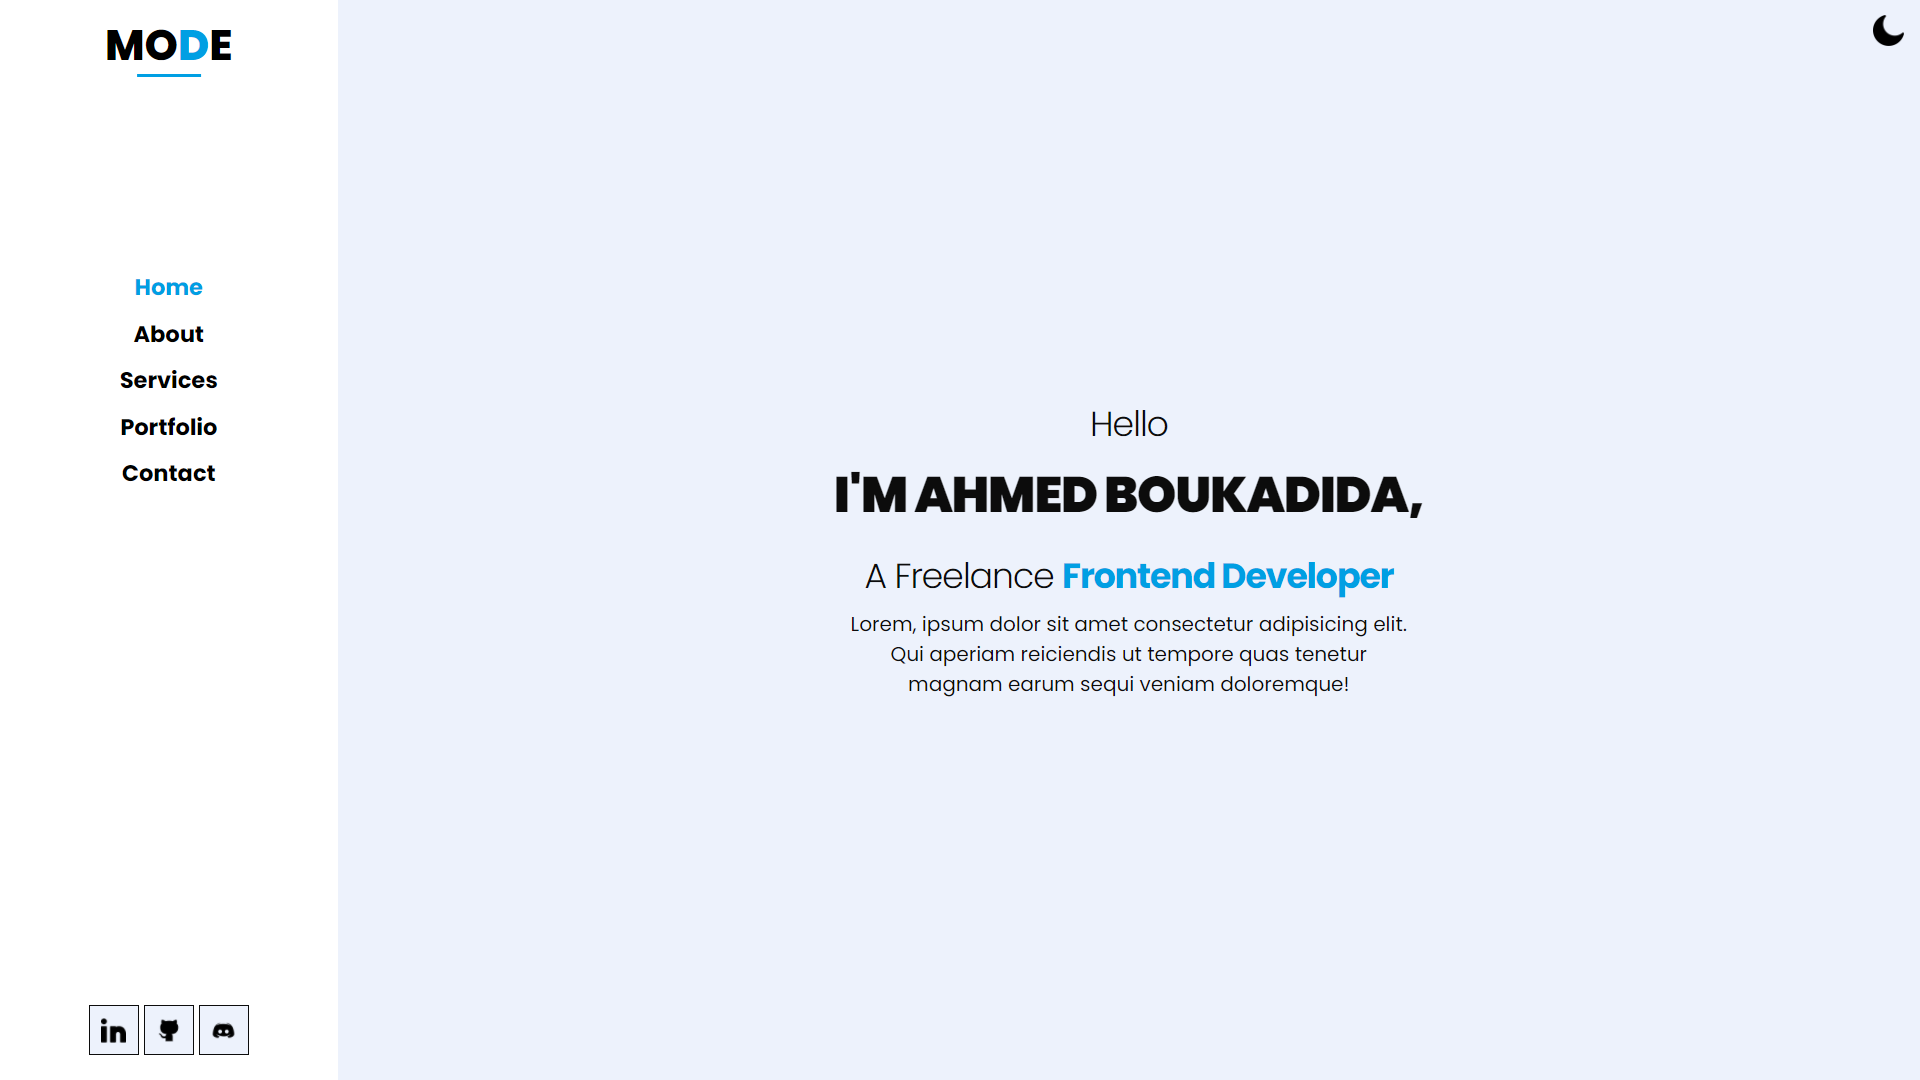 MODE
Home
About
Services
Portfolio
Contact
Hello
I'M AHMED BOUKADIDA,
A Freelance Frontend Developer
Lorem, ipsum dolor sit amet consectetur adipisicing elit.
Qui aperiam reiciendis ut tempore quas tenetur
magnam earum sequi veniam doloremque!
in